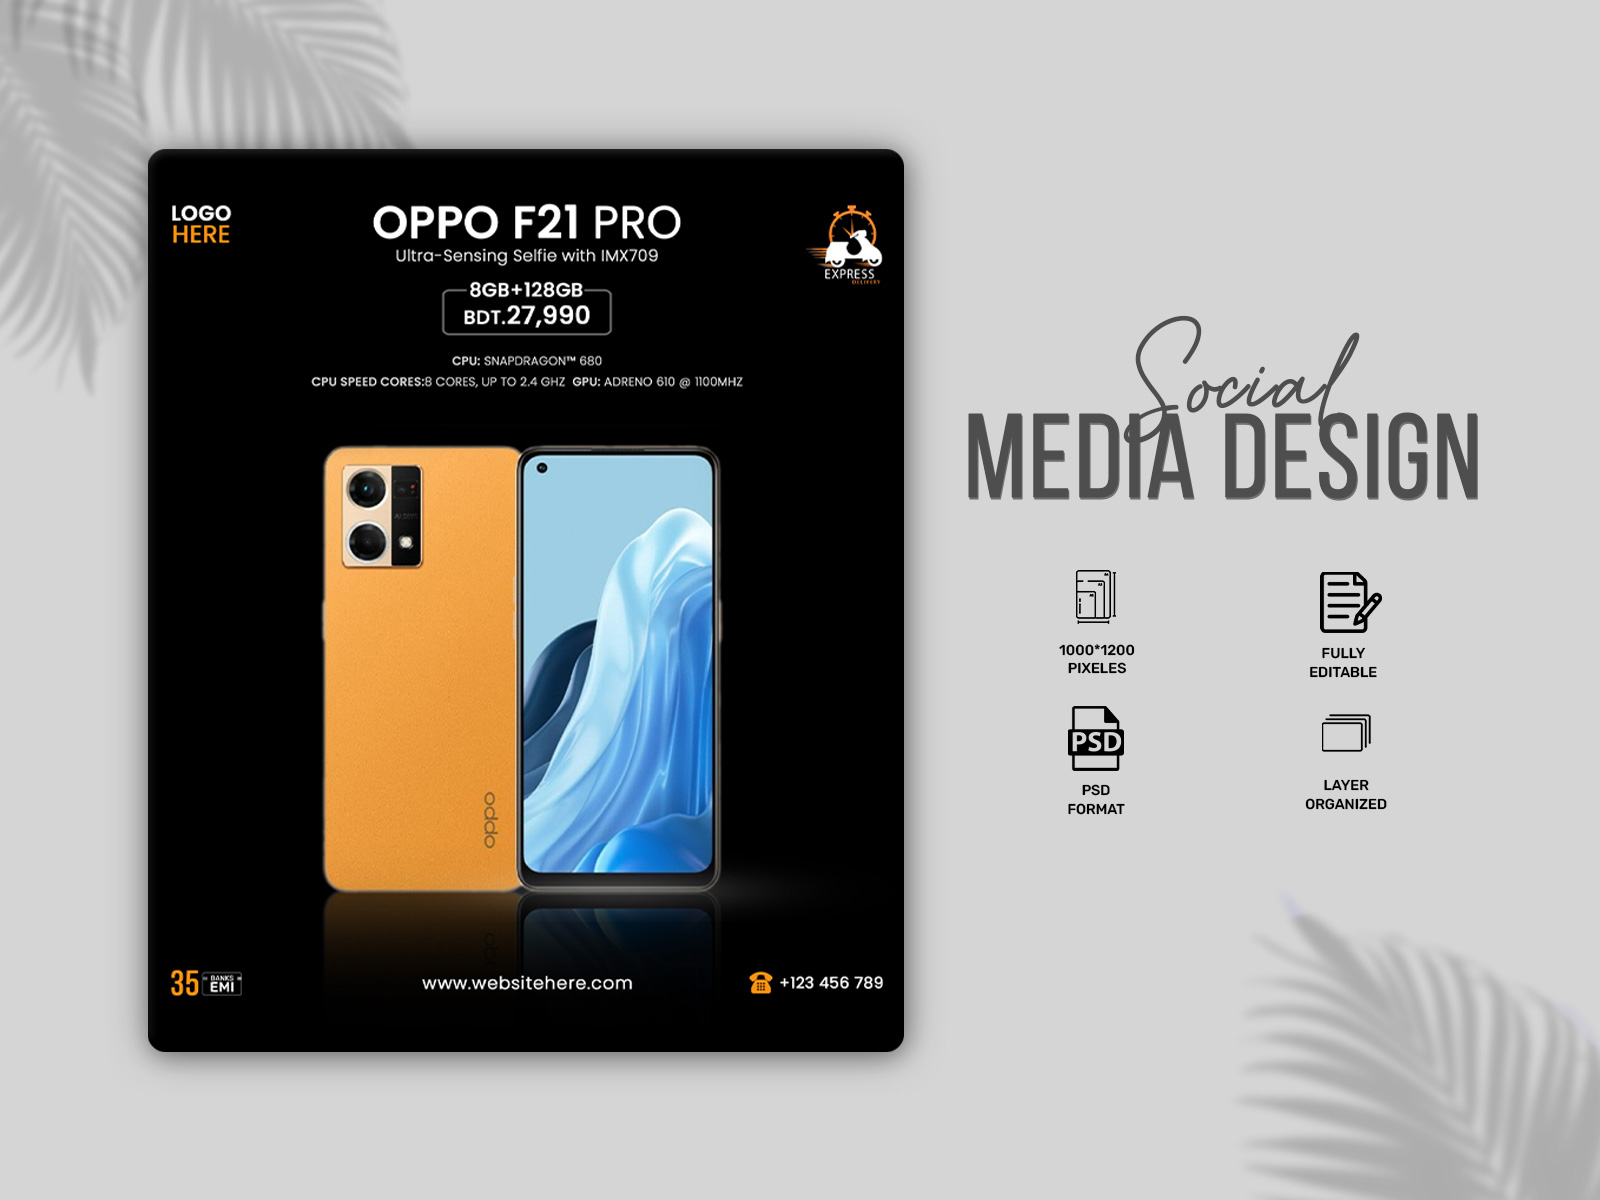 LOGO
HERE
OPPO F21 PRO
Ultra-Sensing Selfie with IMX709
8GB+128GB
BDT.27,990
CPU: SNAPDRAGON™ 680
CPU SPEED CORES:8 CORES, UP TO 2.4 GHZ GPU: ADRENO 610 @ 1100MHZ
EXPRESS
DELIVERY
oppo
35 BANKS
EMI
www.websitehere.com
+123 456 789
Social
MEDIA DESIGN
1000*1200
PIXELES
FULLY
EDITABLE
PSD
PSD
FORMAT
LAYER
ORGANIZED